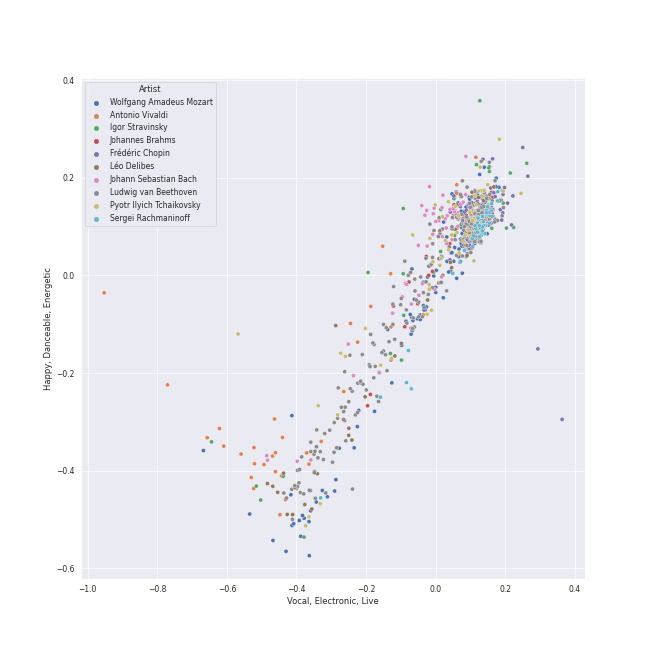 0.4
0.2
0.0
−0.2
−0.4
−0.6
Happy, Danceable, Energetic
Artist
Wolfgang Amadeus Mozart
Antonio Vivaldi
Igor Stravinsky
Johannes Brahms
Frédéric Chopin
Léo Delibes
Johann Sebastian Bach
Ludwig van Beethoven
Pyotr Ilyich Tchaikovsky
Sergei Rachmaninoff
−1.0 −0.8 −0.6 −0.4 −0.2 0.0 0.2 0.4
Vocal, Electronic, Live